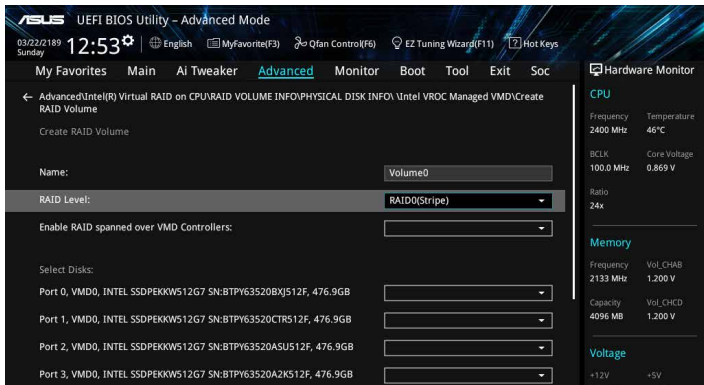 ASUS UEFI BIOS Utility – Advanced Mode
03/22/2189 Sunday 12:53 English MyFavorite(F3) Qfan Control(F6) EZ Tuning Wizard(F11) ? Hot Keys
My Favorites Main Ai Tweaker Advanced Monitor Boot Tool Exit Soc
← Advanced\Intel(R) Virtual RAID on CPU\RAID VOLUME INFO\PHYSICAL DISK INFO\ \Intel VROC Managed VMD\Create
RAID Volume
Create RAID Volume
Name: Volume0
RAID Level: RAID0(Stripe)
Enable RAID spanned over VMD Controllers:
Select Disks:
Port 0, VMD0, INTEL SSDPEKKW512G7 SN:BTPY63520BXJ512F, 476.9GB
Port 1, VMD0, INTEL SSDPEKKW512G7 SN:BTPY63520CTR512F, 476.9GB
Port 2, VMD0, INTEL SSDPEKKW512G7 SN:BTPY63520ASU512F, 476.9GB
Port 3, VMD0, INTEL SSDPEKKW512G7 SN:BTPY63520A2K512F, 476.9GB
Hardware Monitor
CPU
Frequency Temperature
2400 MHz 46°C
BCLK Core Voltage
100.0 MHz 0.869 V
Ratio
24x
Memory
Frequency Vol_CHAB
2133 MHz 1.200 V
Capacity Vol_CHCD
4096 MB 1.200 V
Voltage
+12V +5V